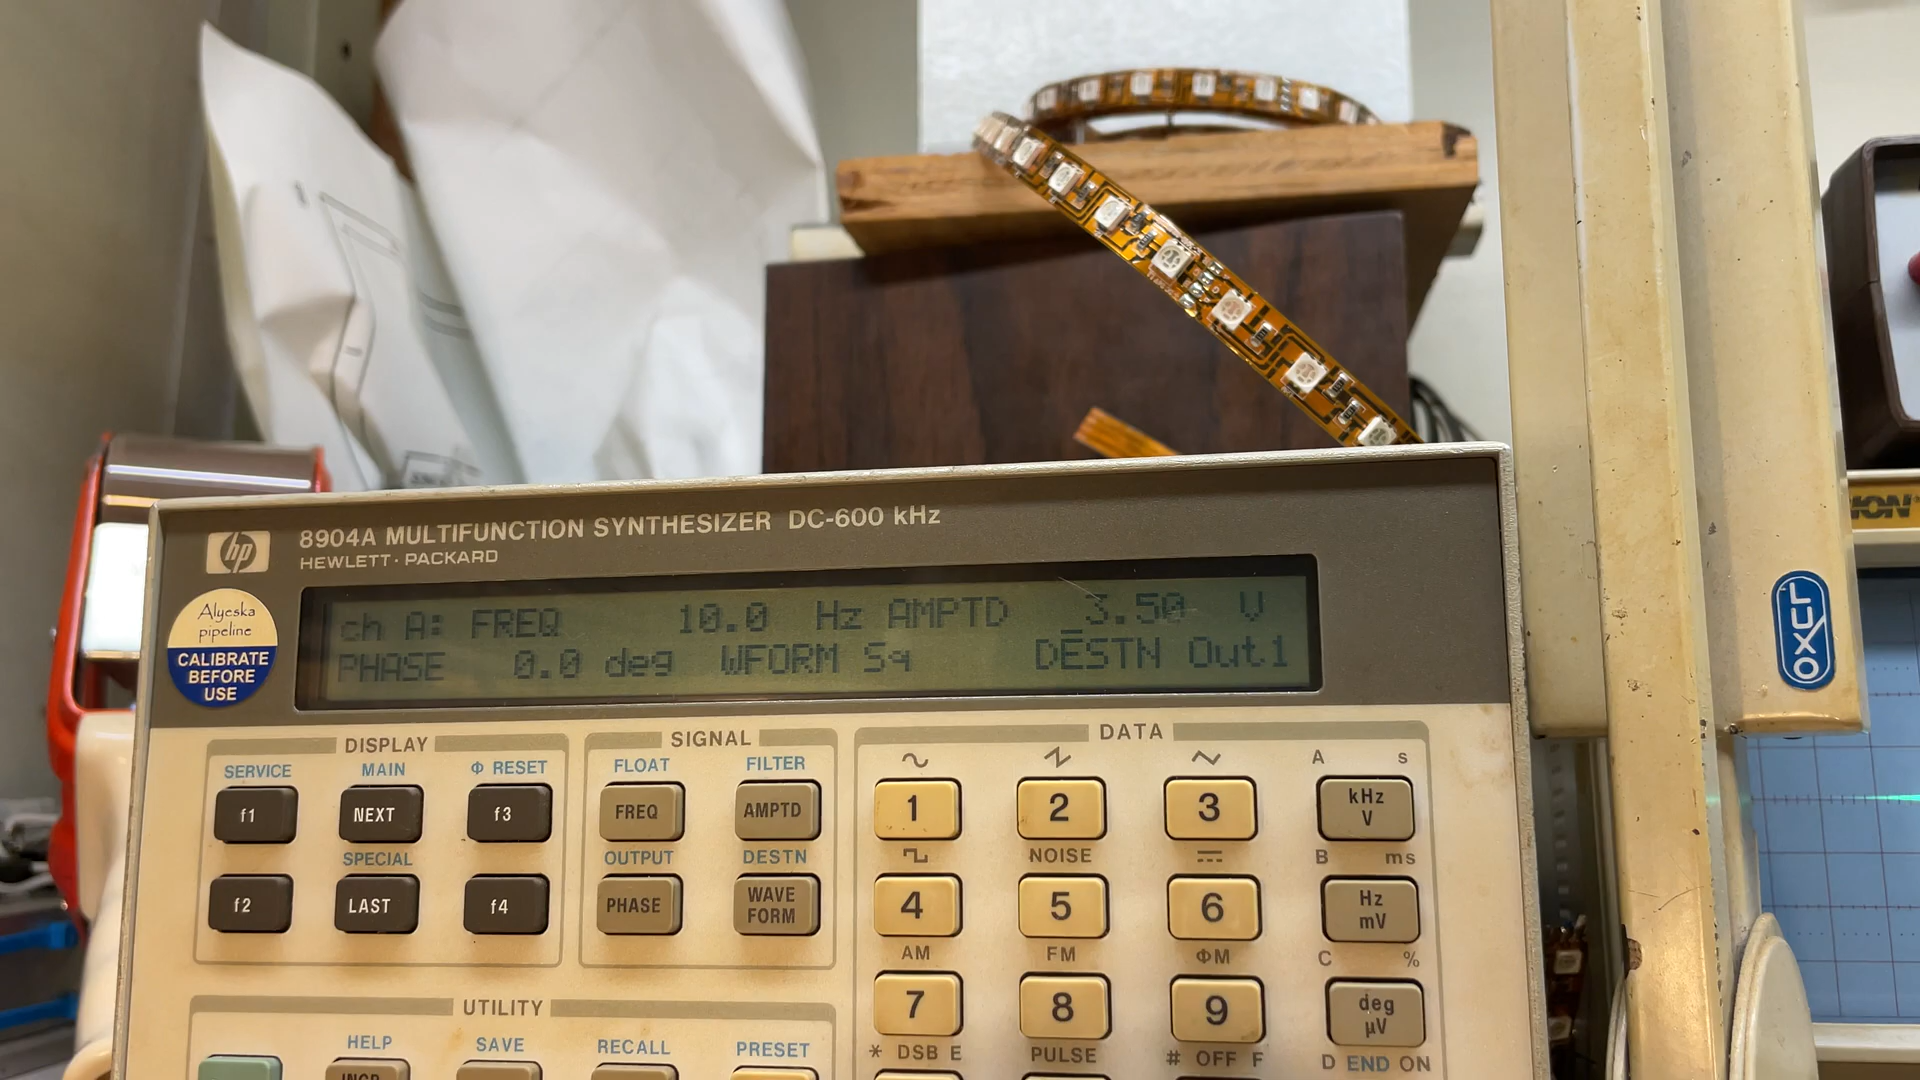 hp
8904A MULTIFUNCTION SYNTHESIZER DC-600 kHz
HEWLETT·PACKARD
Alyeska
pipeline
CALIBRATE
BEFORE
USE
ch A: FREQ 10.0 Hz AMPTD 3.50 V
PHASE 0.0 deg WFORM Sq DESTN Out1
LUXO
DISPLAY
SERVICE MAIN Φ RESET
f1 NEXT f3
SPECIAL
f2 LAST f4
SIGNAL
FLOAT FILTER
FREQ AMPTD
OUTPUT DESTN
PHASE WAVE FORM
DATA
A s
1 2 3 kHz V
NOISE B ms
4 5 6 Hz mV
AM FM ΦM C %
7 8 9 deg µV
* DSB E PULSE # OFF F D END ON
UTILITY
HELP SAVE RECALL PRESET